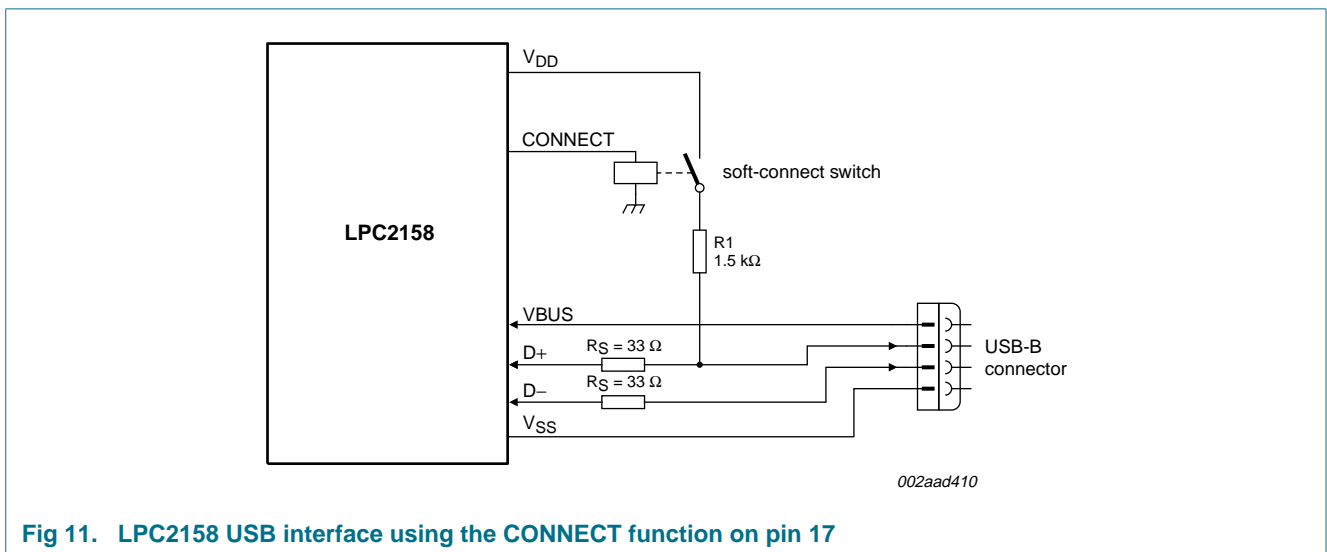 VDD
CONNECT
soft-connect switch
LPC2158
R1
1.5 kΩ
VBUS
D+
RS = 33 Ω
USB-B
connector
D−
RS = 33 Ω
VSS
002aad410
Fig 11. LPC2158 USB interface using the CONNECT function on pin 17